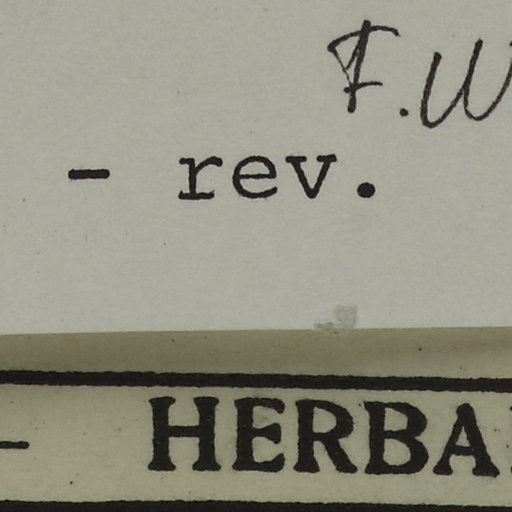 F. W
- rev.
- HERBA